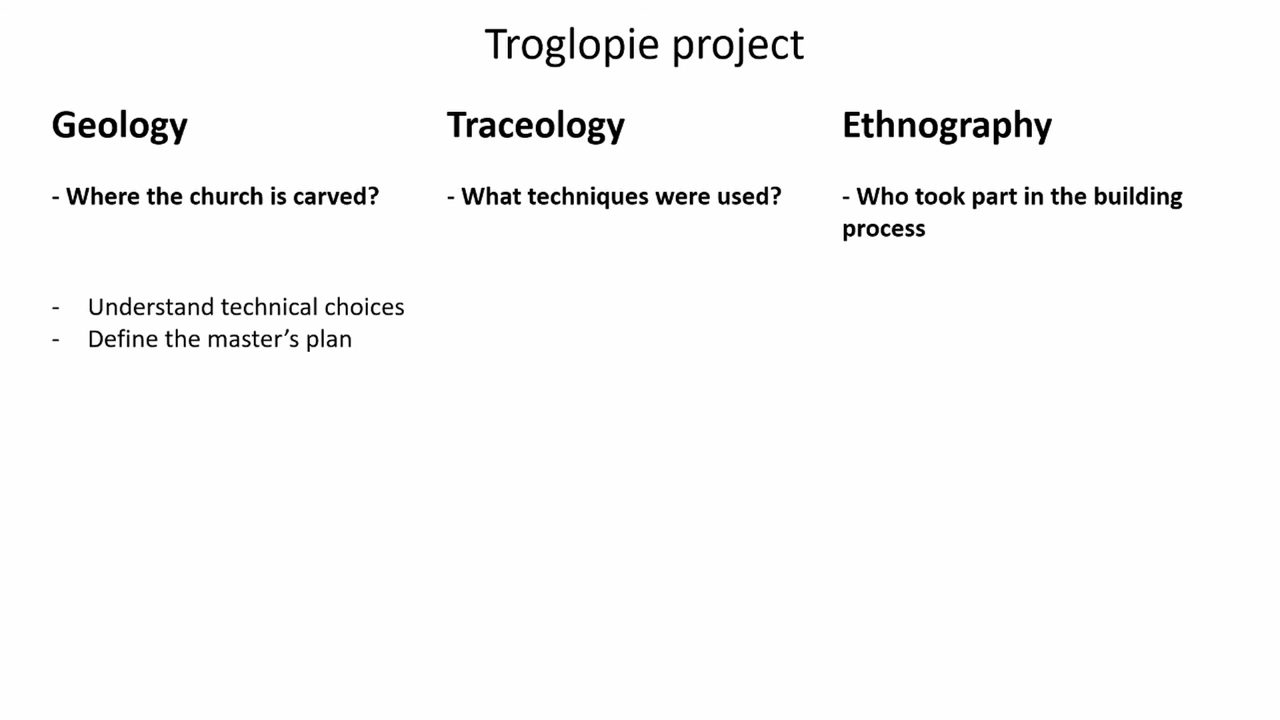 Troglopie project
Geology
- Where the church is carved?
- Understand technical choices
- Define the master’s plan
Traceology
- What techniques were used?
Ethnography
- Who took part in the building
process